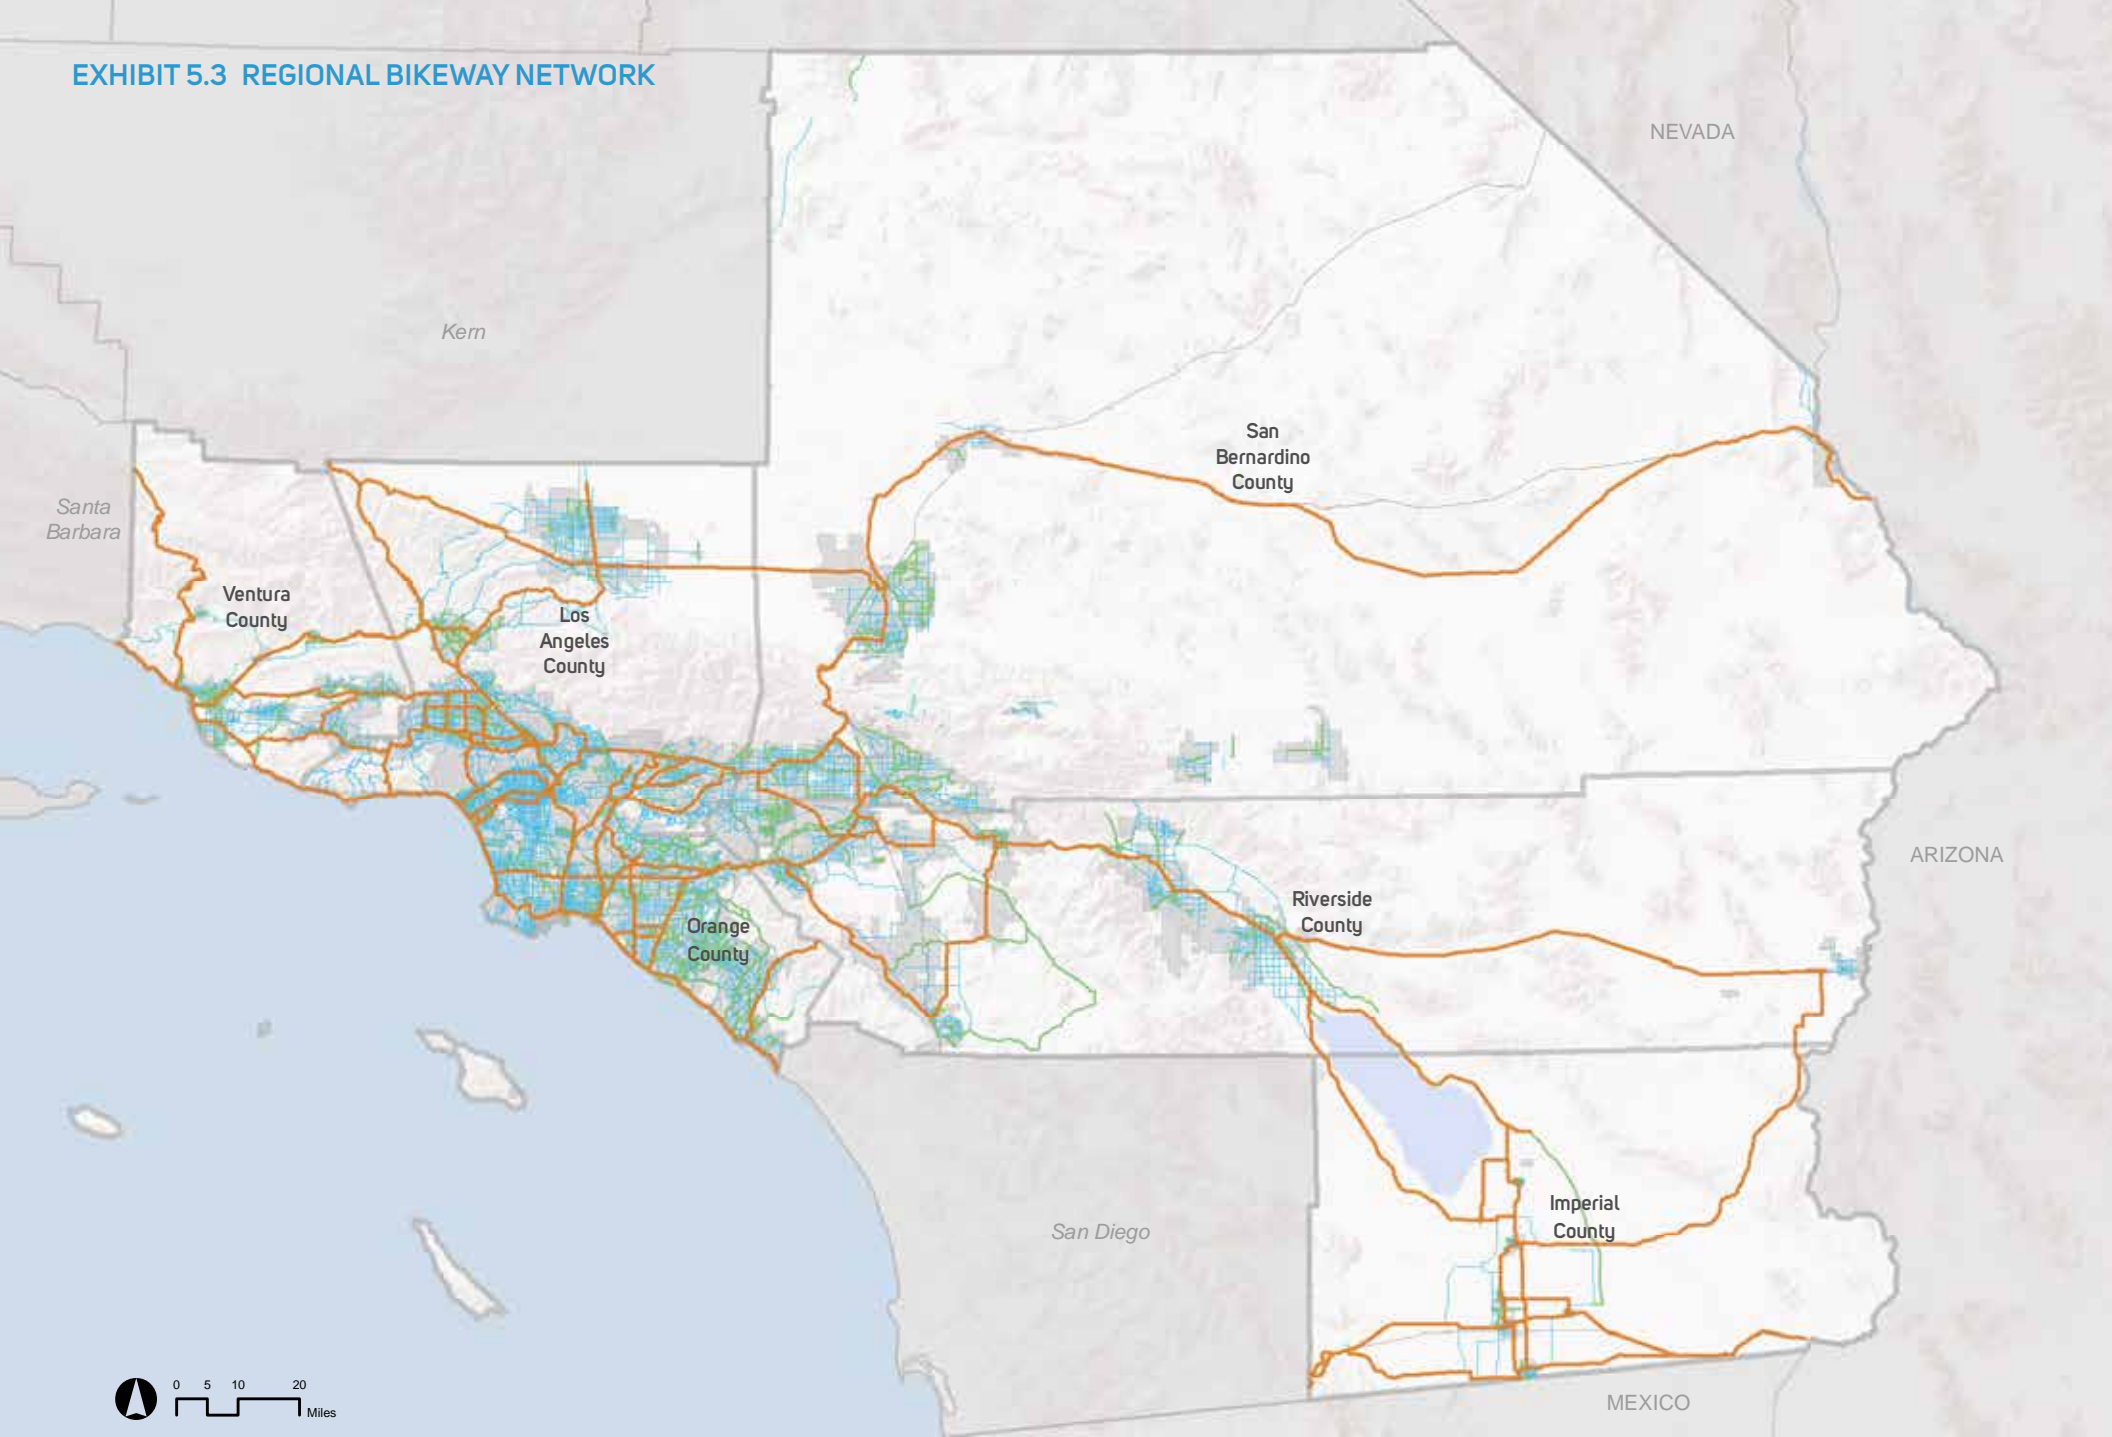 EXHIBIT 5.3 REGIONAL BIKEWAY NETWORK
NEVADA
Kern
San
Bernardino
County
Santa
Barbara
Ventura
County
Los
Angeles
County
ARIZONA
Riverside
County
Orange
County
Imperial
County
San Diego
0 5 10 20
Miles
MEXICO